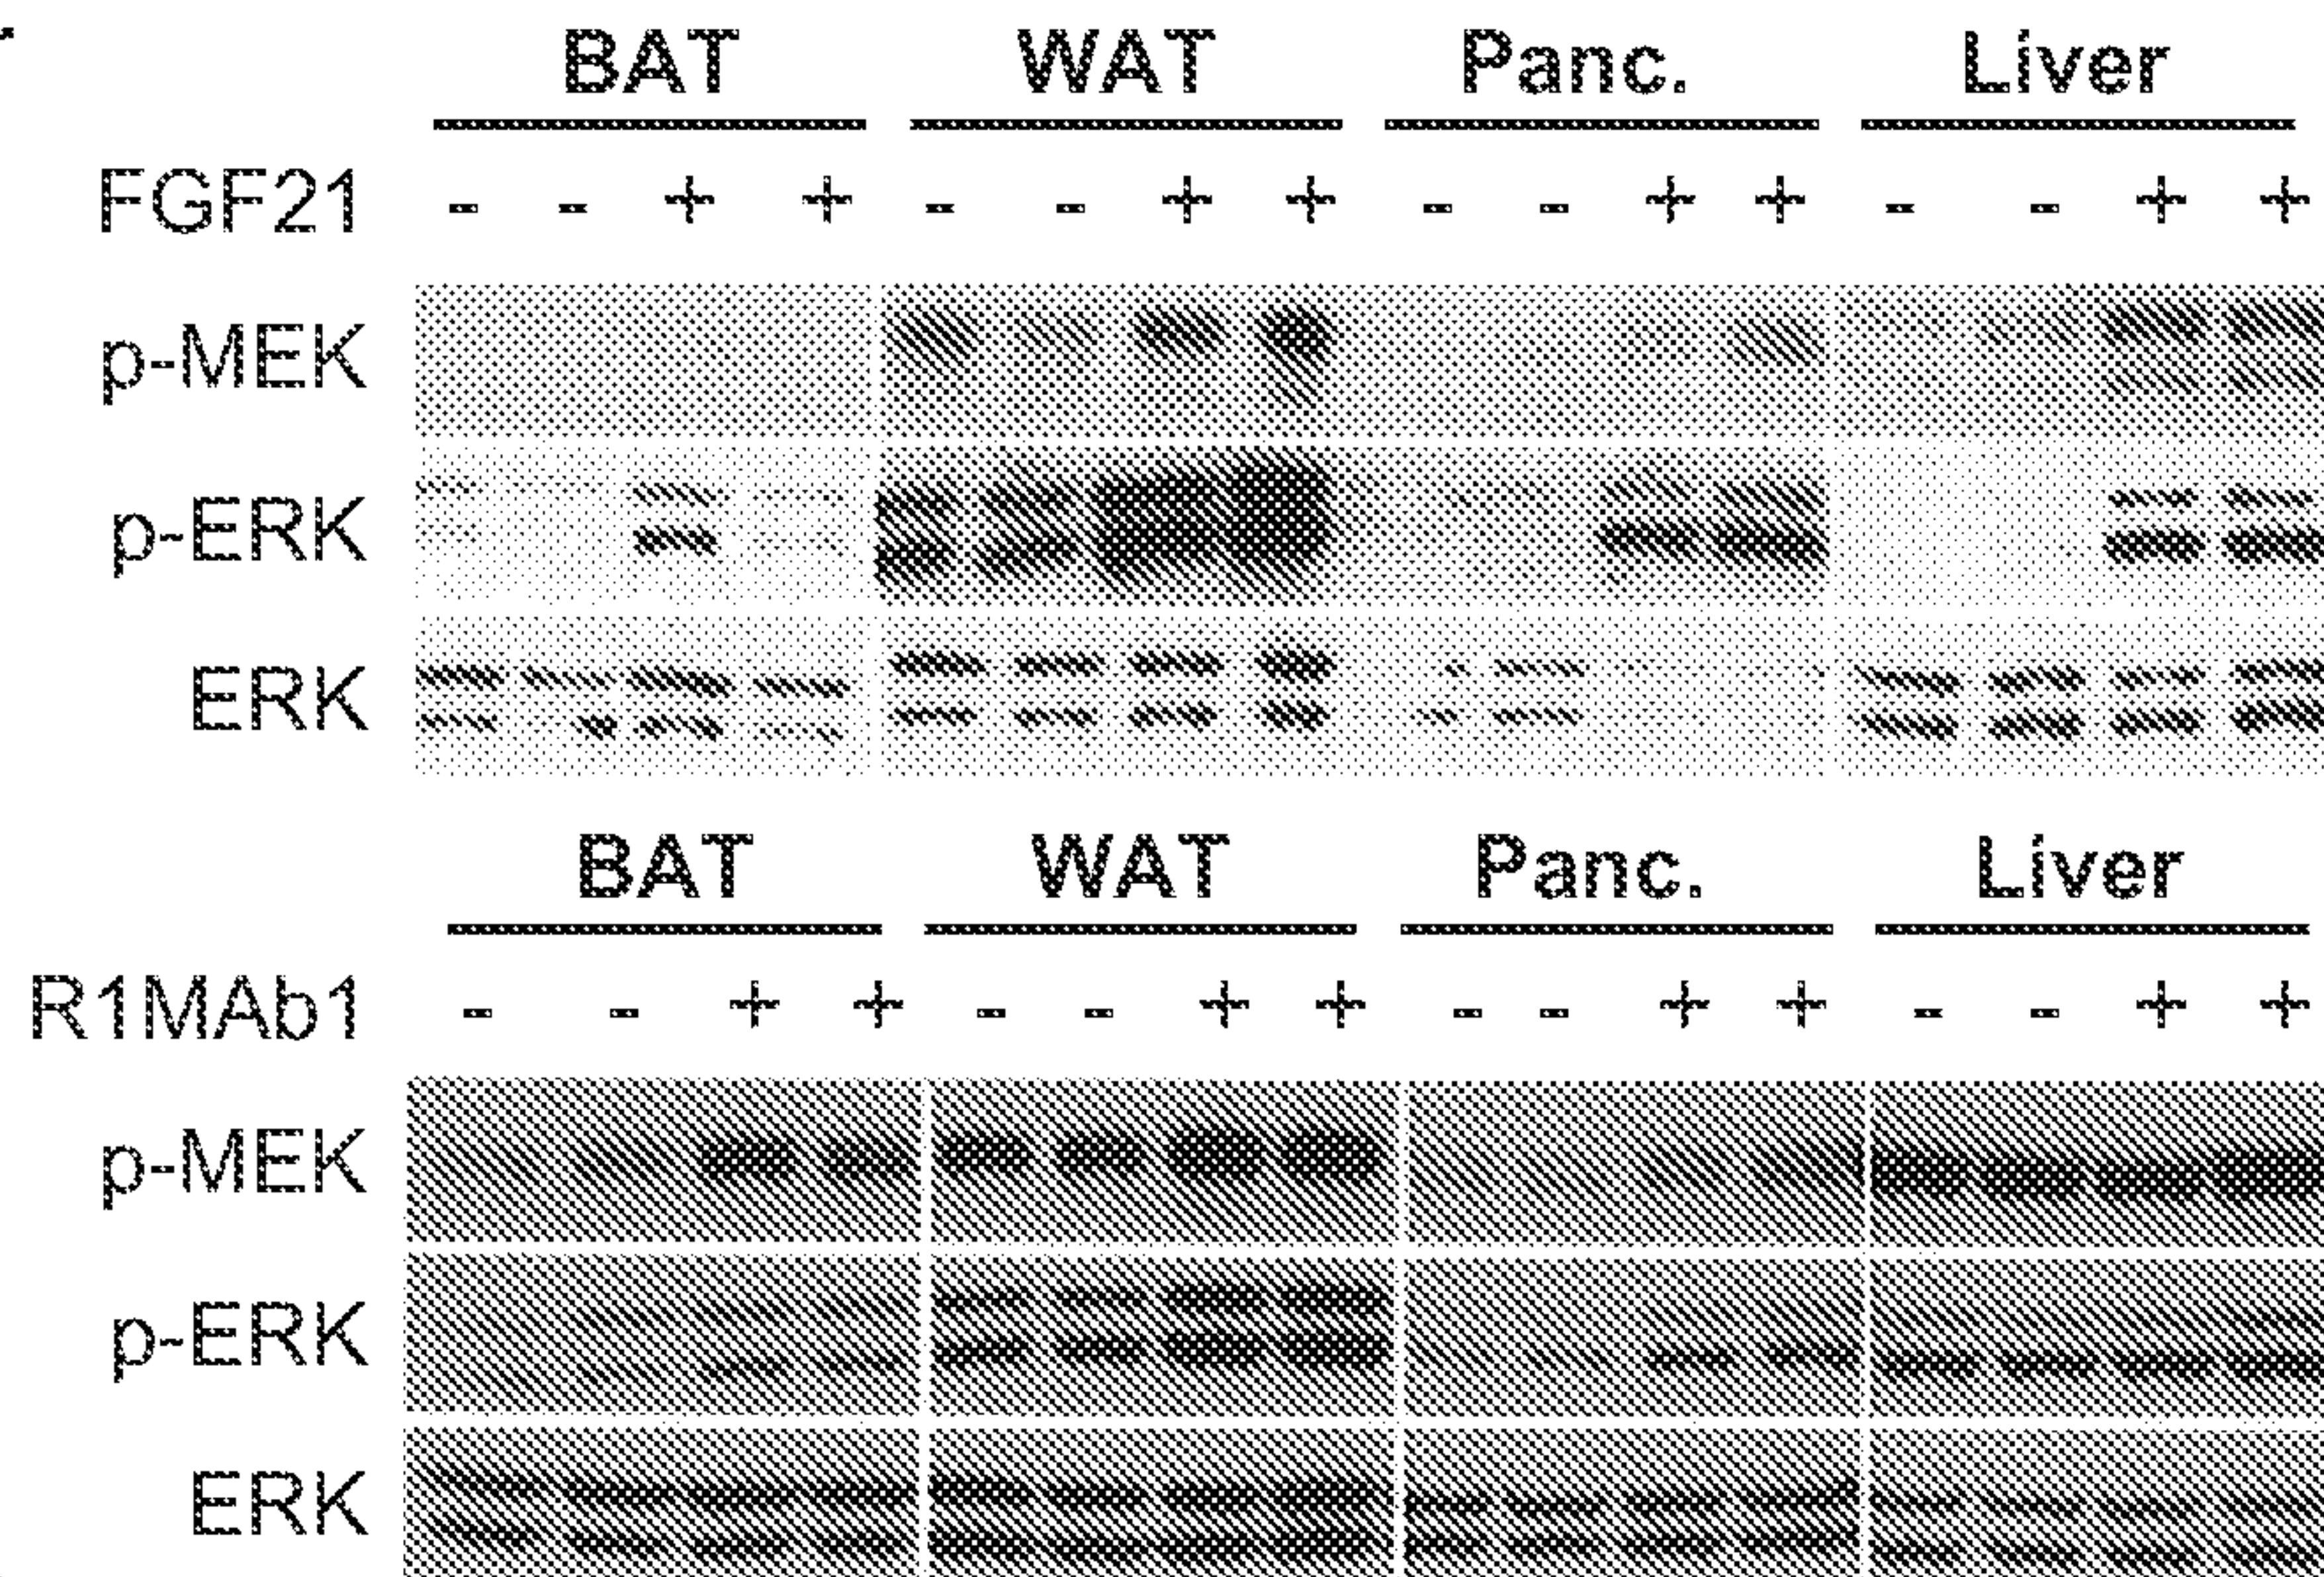 BAT WAT Panc. Liver
FGF21 - - + + - - + + - - + + - - + +
p-MEK
p-ERK
ERK
BAT WAT Panc. Liver
R1MAb1 - - + + - - + + - - + + - - + +
p-MEK
p-ERK
ERK